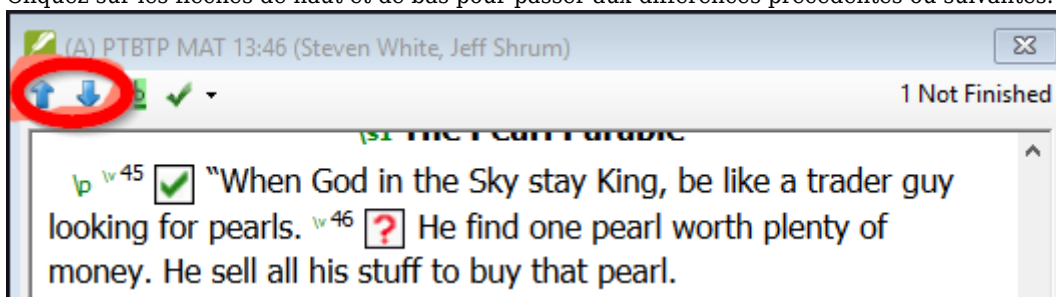 Cliquez sur les flèches de haut et de bas pour passer aux différences précédentes ou suivantes.
(A) PTBTP MAT 13:46 (Steven White, Jeff Shrum)
1 Not Finished
\s1 The Pearl Parable
\p \v 45 “When God in the Sky stay King, be like a trader guy
looking for pearls. \v 46 ? He find one pearl worth plenty of
money. He sell all his stuff to buy that pearl.